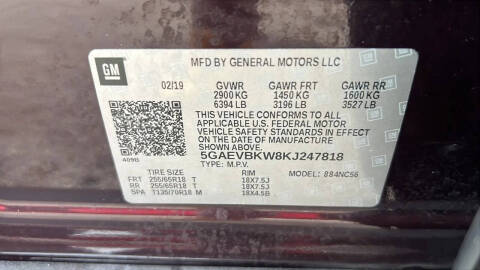 GM
MFD BY GENERAL MOTORS LLC
02/19 GVWR GAWR FRT GAWR RR
2900 KG 1450 KG 1600 KG
6394 LB 3196 LB 3527 LB
THIS VEHICLE CONFORMS TO ALL
APPLICABLE U.S. FEDERAL MOTOR
VEHICLE SAFETY STANDARDS IN EFFECT
ON THE DATE OF MANUFACTURE
SHOWN ABOVE.
409B 5GAEVBKW8KJ247818
TYPE: M.P.V.
TIRE SIZE RIM MODEL: 884NC56
FRT 255/65R18 T 18X7.5J
RR 255/65R18 T 18X7.5J
SPA T135/70R18 M 18X4.5B